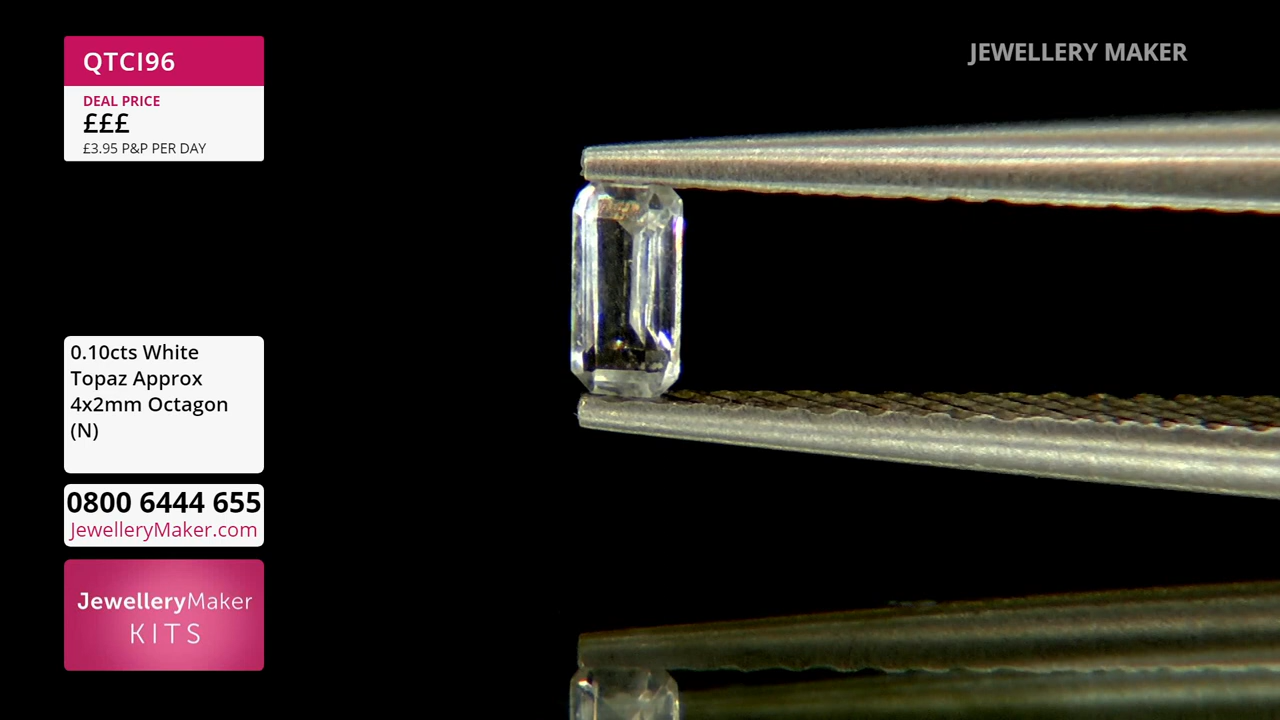 QTCI96
DEAL PRICE
£££
£3.95 P&P PER DAY
JEWELLERY MAKER
0.10cts White
Topaz Approx
4x2mm Octagon
(N)
0800 6444 655
JewelleryMaker.com
JewelleryMaker
KITS